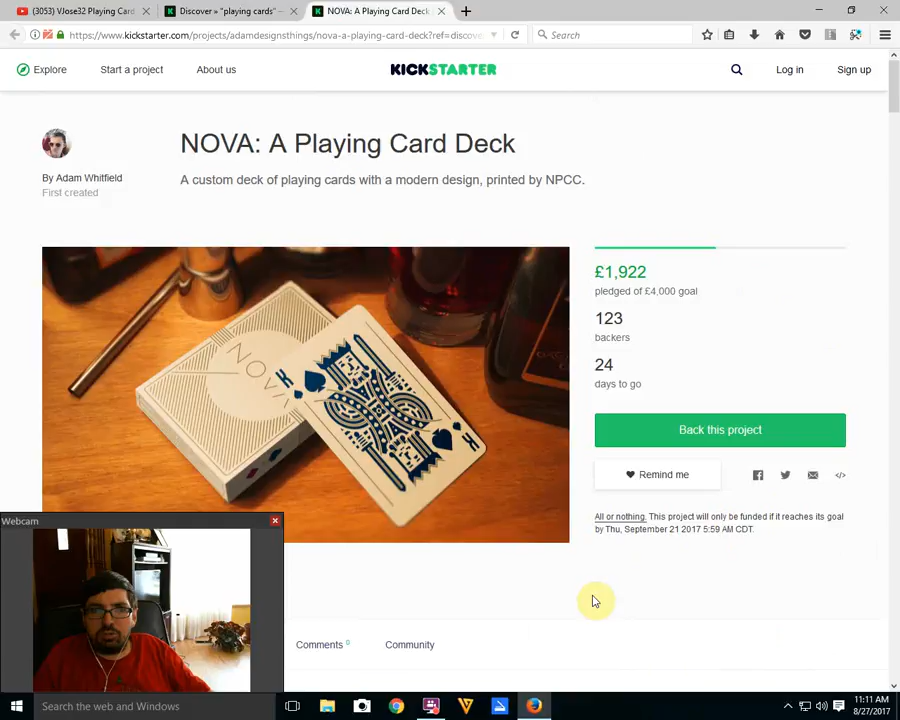 (3053) VJose32 Playing Card
Discover » "playing cards" —
NOVA: A Playing Card Deck
https://www.kickstarter.com/projects/adamdesignsthings/nova-a-playing-card-deck?ref=discov
Search
Explore
Start a project
About us
KICKSTARTER
Log in
Sign up
NOVA: A Playing Card Deck
By Adam Whitfield
First created
A custom deck of playing cards with a modern design, printed by NPCC.
NOVA
K
K
£1,922
pledged of £4,000 goal
123
backers
24
days to go
Back this project
Remind me
All or nothing. This project will only be funded if it reaches its goal
by Thu, September 21 2017 5:59 AM CDT.
Webcam
Comments 0
Community
Search the web and Windows
11:11 AM
8/27/2017